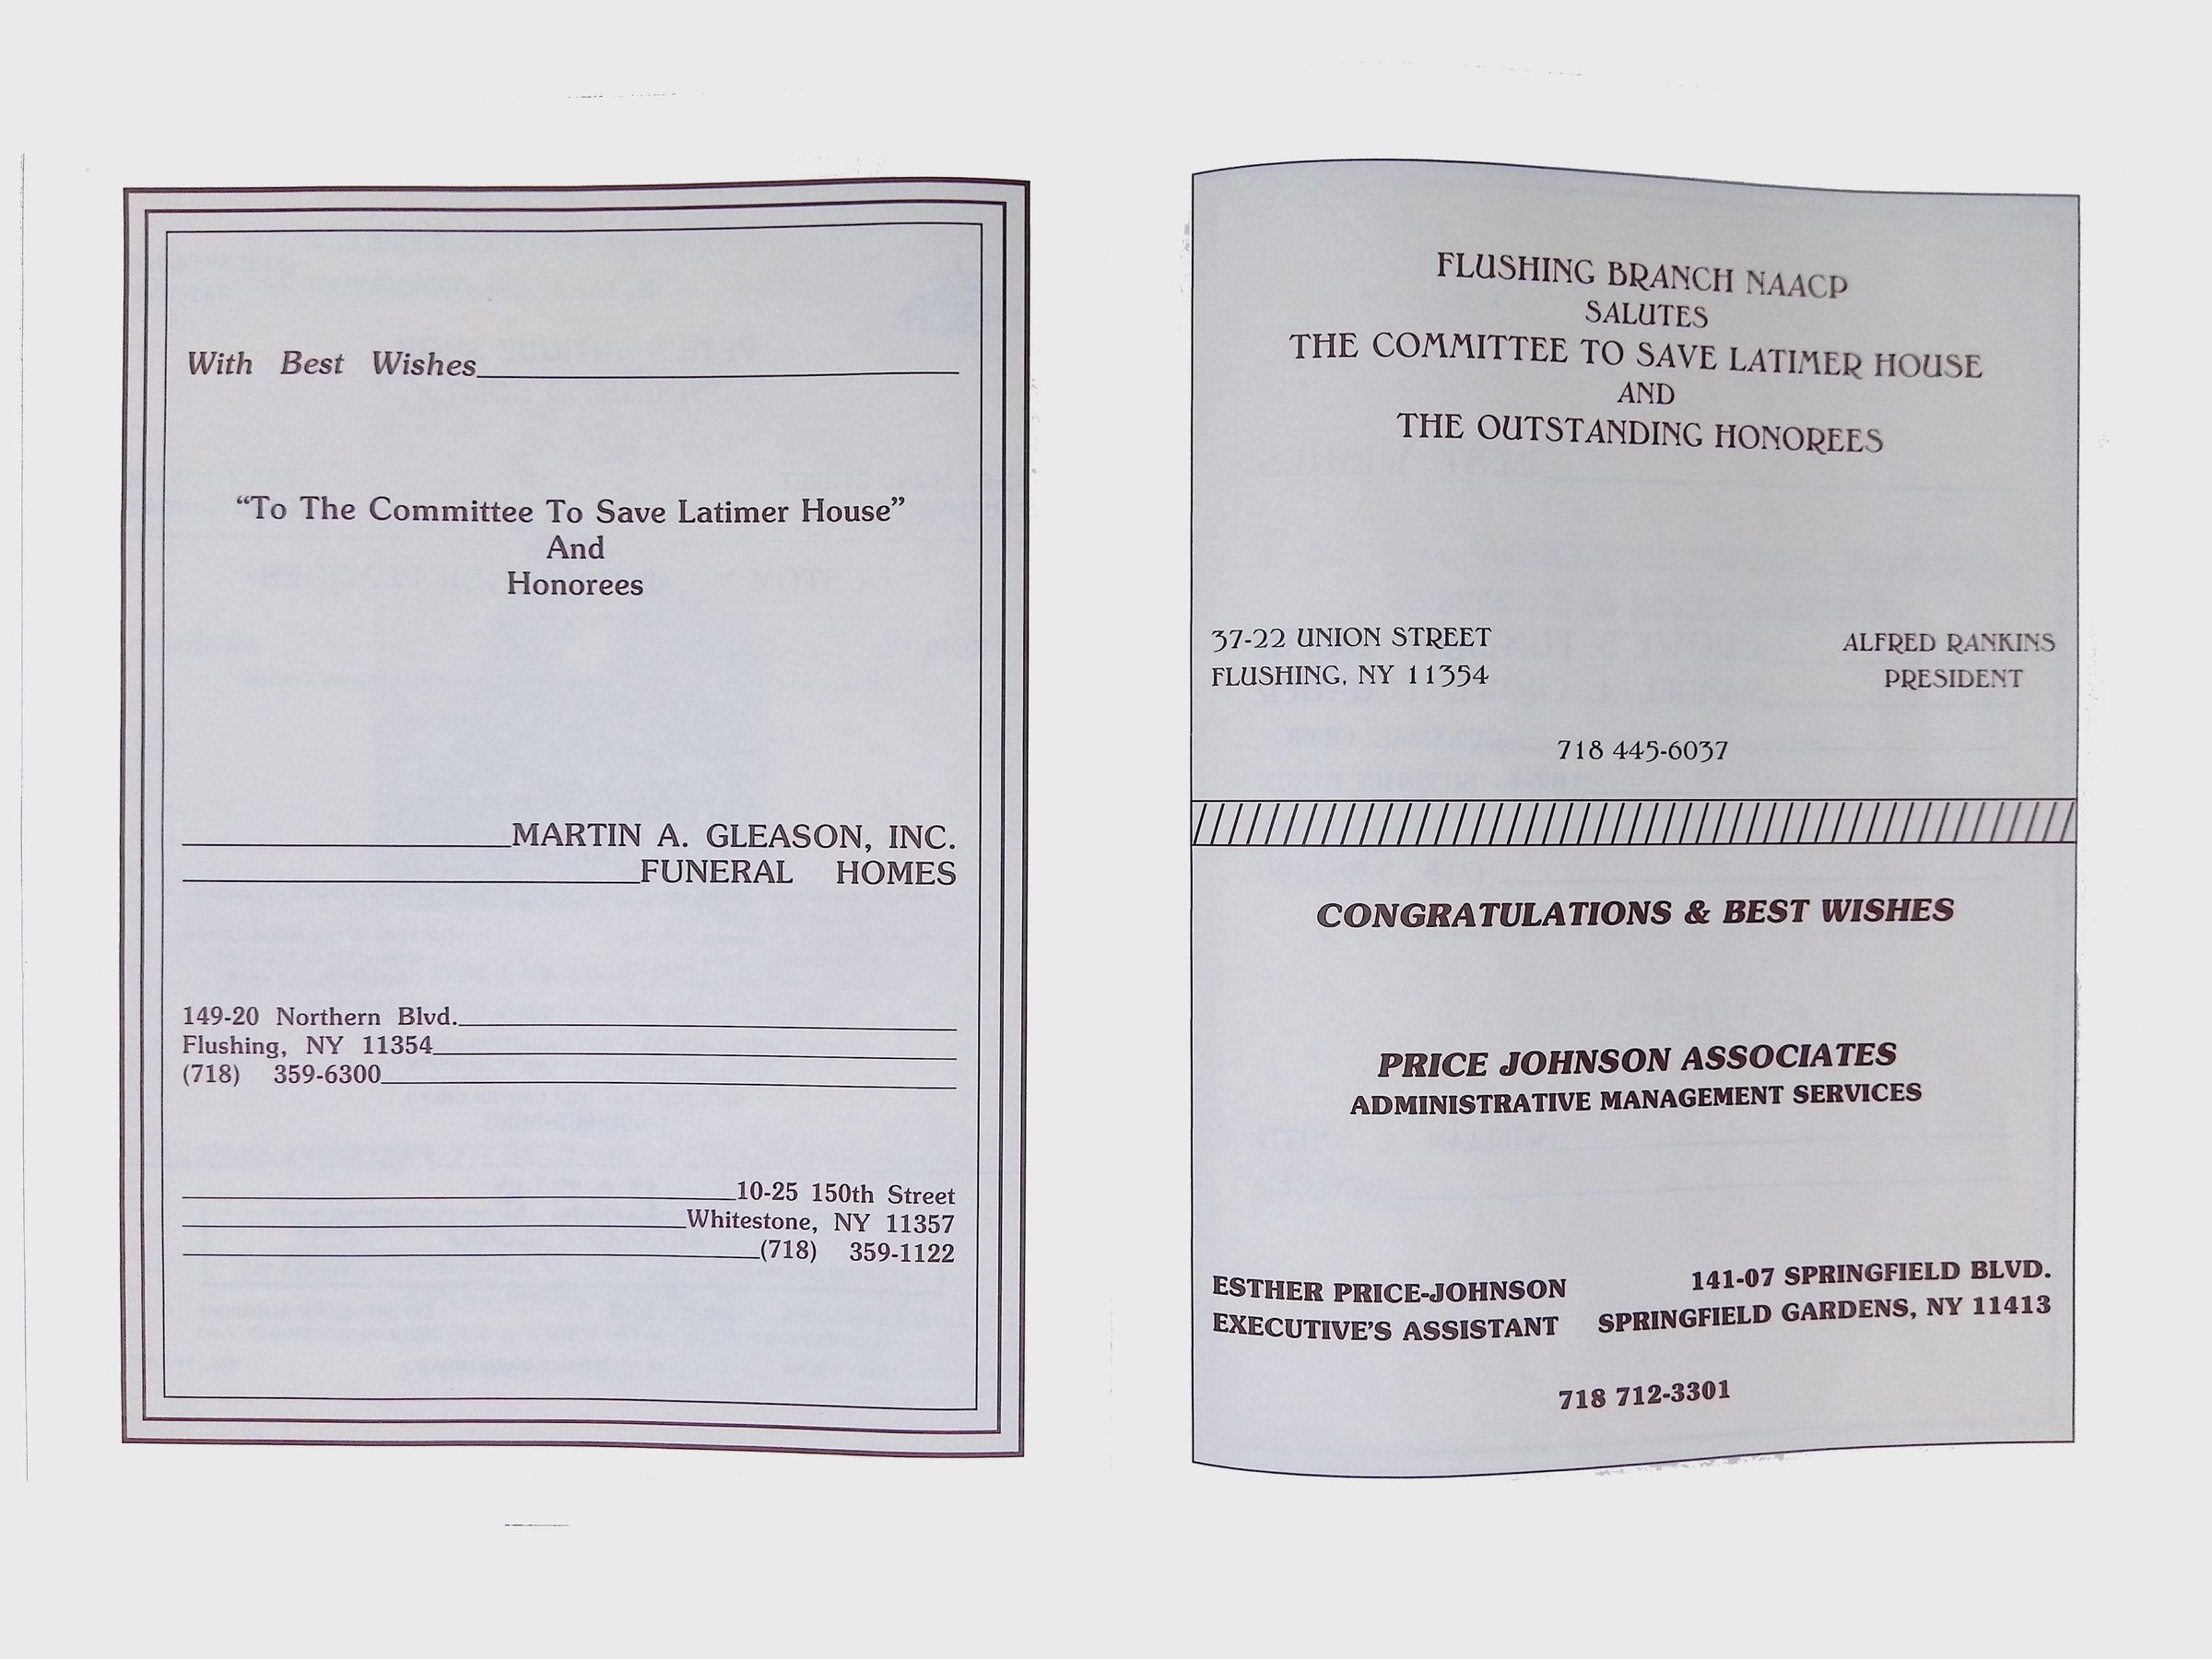 With Best Wishes
“To The Committee To Save Latimer House”
And
Honorees
MARTIN A. GLEASON, INC.
FUNERAL HOMES
149-20 Northern Blvd.
Flushing, NY 11354
(718) 359-6300
10-25 150th Street
Whitestone, NY 11357
(718) 359-1122
FLUSHING BRANCH NAACP
SALUTES
THE COMMITTEE TO SAVE LATIMER HOUSE
AND
THE OUTSTANDING HONOREES
37-22 UNION STREET
FLUSHING, NY 11354
ALFRED RANKINS
PRESIDENT
718 445-6037
CONGRATULATIONS & BEST WISHES
PRICE JOHNSON ASSOCIATES
ADMINISTRATIVE MANAGEMENT SERVICES
ESTHER PRICE-JOHNSON
EXECUTIVE’S ASSISTANT
141-07 SPRINGFIELD BLVD.
SPRINGFIELD GARDENS, NY 11413
718 712-3301